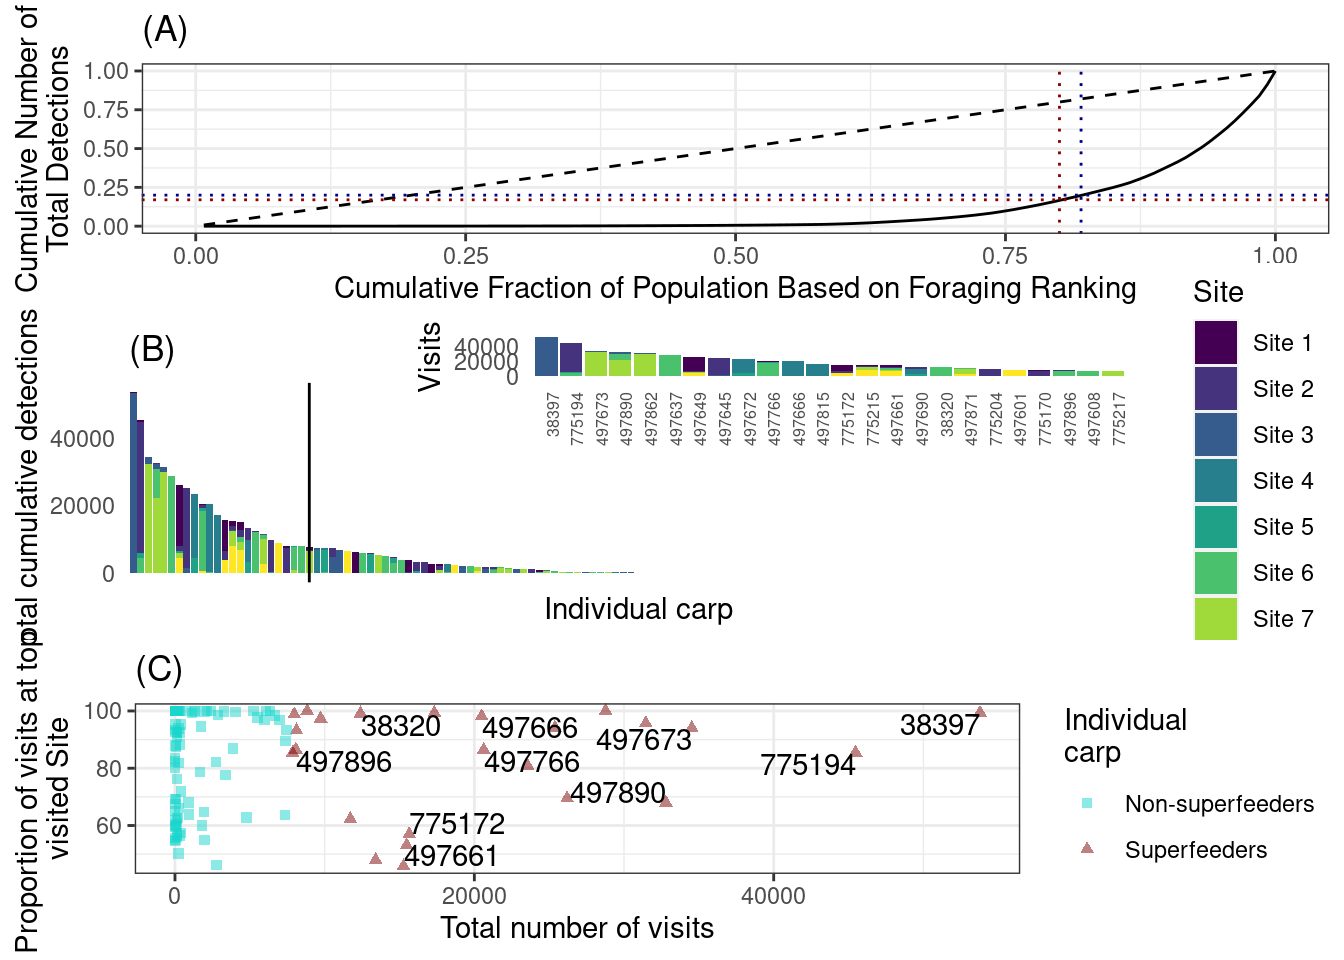 (A)
Cumulative Number of
Total Detections
1.00
0.75
0.50
0.25
0.00
0.00 0.25 0.50 0.75 1.00
Cumulative Fraction of Population Based on Foraging Ranking
(B)
total cumulative detections
40000
20000
0
Individual carp
Visits
40000
20000
0
38397
775194
497673
497890
497862
497637
497649
497645
497672
497766
497666
497815
775172
775215
497661
497690
38320
497871
775204
497601
775170
497896
497608
775217
Site
Site 1
Site 2
Site 3
Site 4
Site 5
Site 6
Site 7
(C)
Proportion of visits at top
visited Site
100
80
60
38320
497666
497673
38397
497896
497766
775194
497890
775172
497661
0 20000 40000
Total number of visits
Individual
carp
Non-superfeeders
Superfeeders